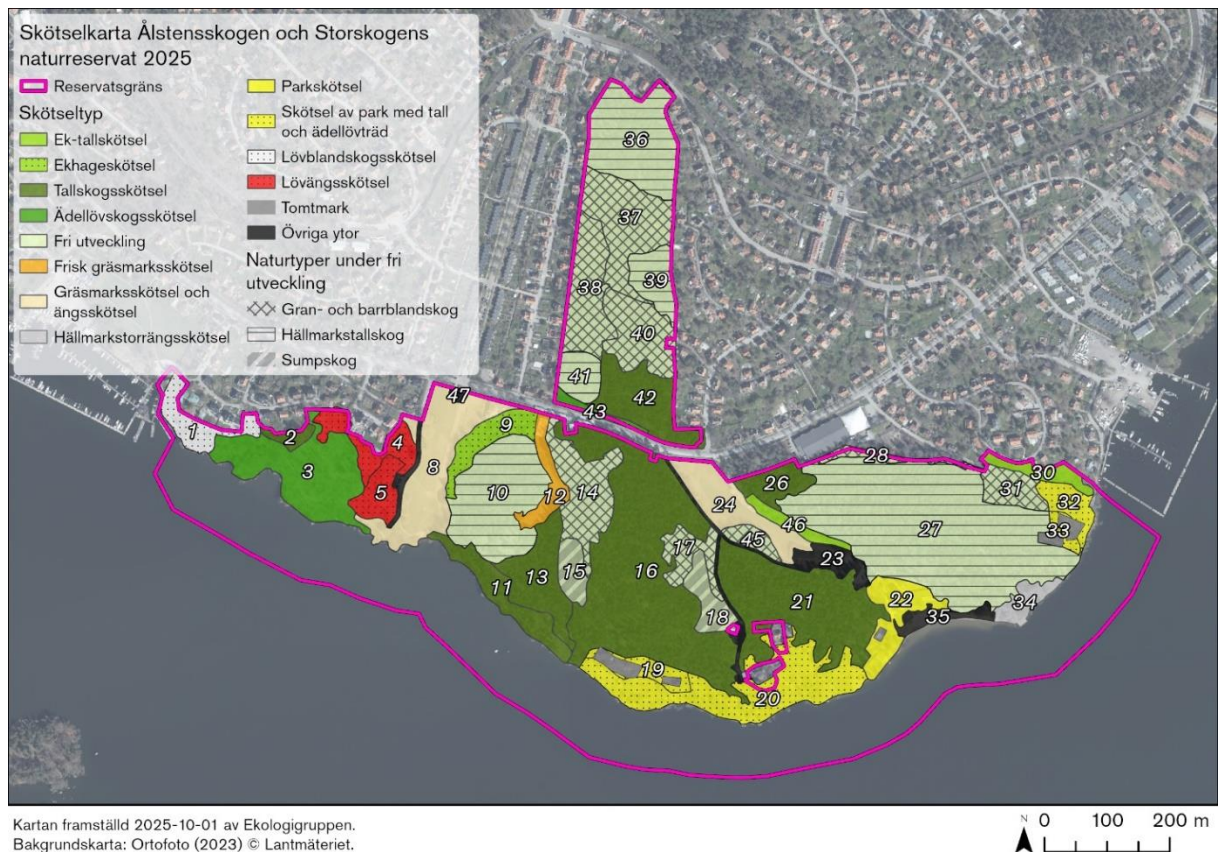 Skötselkarta Ålstensskogen och Storskogens
naturreservat 2025
Reservatsgräns
Skötseltyp
Ek-tallskötsel
Ekhageskötsel
Tallskogsskötsel
Ädellövskogsskötsel
Fri utveckling
Frisk gräsmarksskötsel
Gräsmarksskötsel och
ängsskötsel
Hällmarkstorrängsskötsel
Parkskötsel
Skötsel av park med tall
och ädellövträd
Lövblandskogsskötsel
Lövängsskötsel
Tomtmark
Övriga ytor
Naturtyper under fri
utveckling
Gran- och barrblandskog
Hällmarkstallskog
Sumpskog
36
37
39
38
40
41
42
43
47
1
2
3
4
5
8
9
10
12
14
11
13
15
16
17
18
19
20
21
22
23
24
45
46
26
28
27
30
31
32
33
34
35
Kartan framställd 2025-10-01 av Ekologigruppen.
Bakgrundskarta: Ortofoto (2023) © Lantmäteriet.
N 0 100 200 m